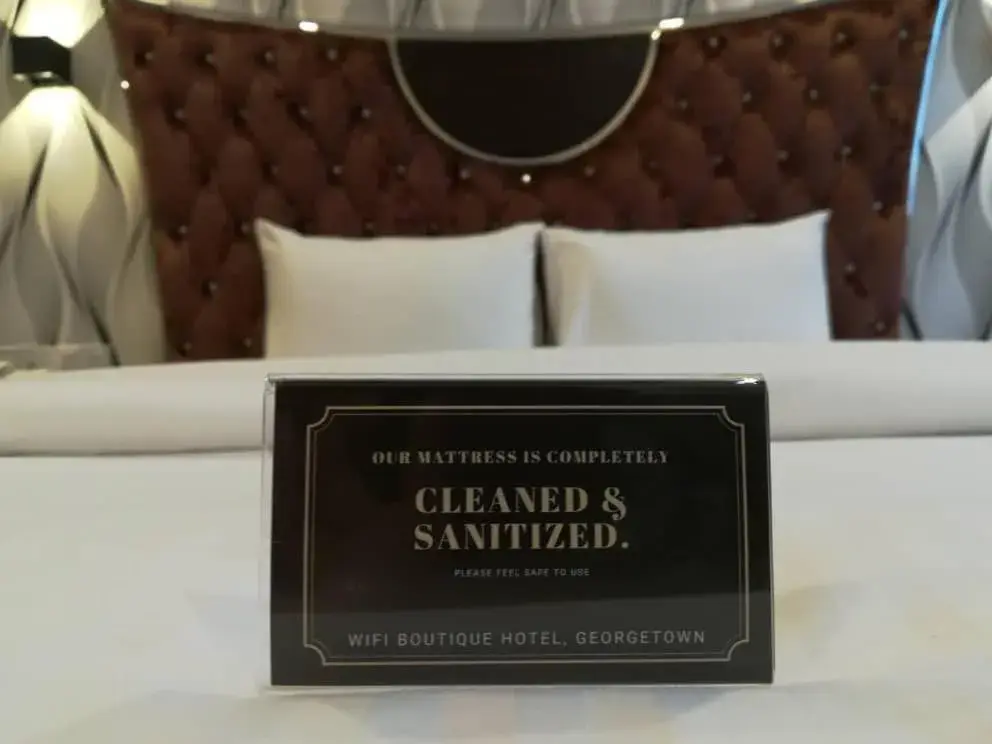 OUR MATTRESS IS COMPLETELY
CLEANED &
SANITIZED.
PLEASE FEEL SAFE TO USE
WIFI BOUTIQUE HOTEL, GEORGETOWN